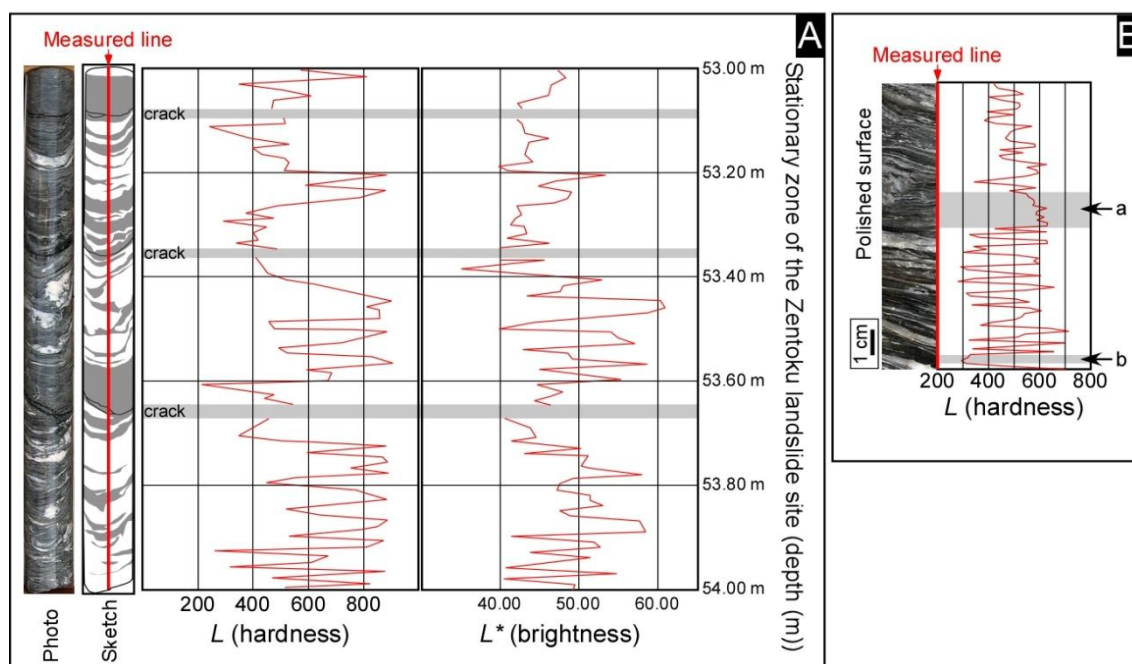 A
Measured line
53.00 m
crack
53.20 m
crack
53.40 m
53.60 m
crack
53.80 m
54.00 m
200 400 600 800
40.00 50.00 60.00
L (hardness)
L* (brightness)
Photo
Sketch
Stationary zone of the Zentoku landslide site (depth (m))
Measured line
Polished surface
a
1 cm
b
200 400 600 800
L (hardness)